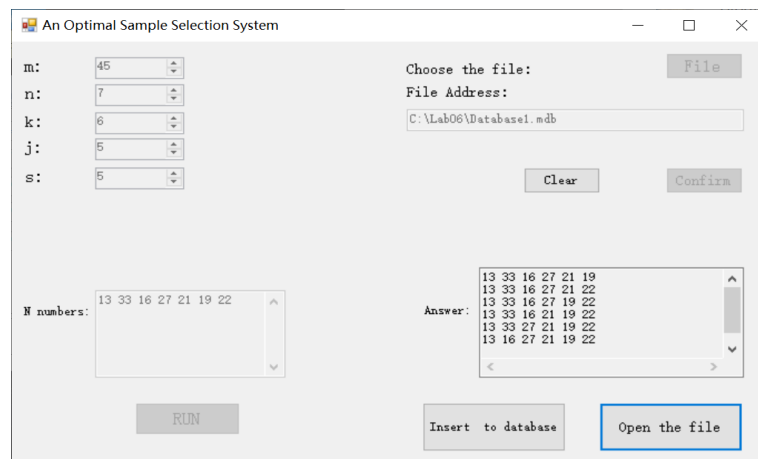 An Optimal Sample Selection System
m: 45
n: 7
k: 6
j: 5
s: 5
Choose the file: File
File Address:
C:\Lab06\Database1.mdb
Clear Confirm
N numbers: 13 33 16 27 21 19 22
Answer:
13 33 16 27 21 19
13 33 16 27 21 22
13 33 16 27 19 22
13 33 16 21 19 22
13 33 27 21 19 22
13 16 27 21 19 22
RUN
Insert to database
Open the file